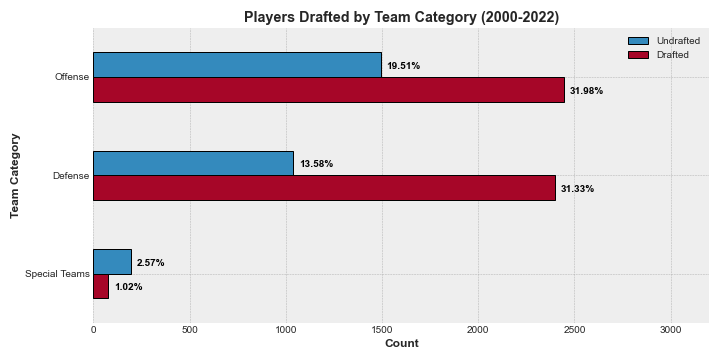 Players Drafted by Team Category (2000-2022)
Undrafted
Drafted
Offense
19.51%
31.98%
Defense
13.58%
31.33%
Special Teams
2.57%
1.02%
Team Category
0 500 1000 1500 2000 2500 3000
Count